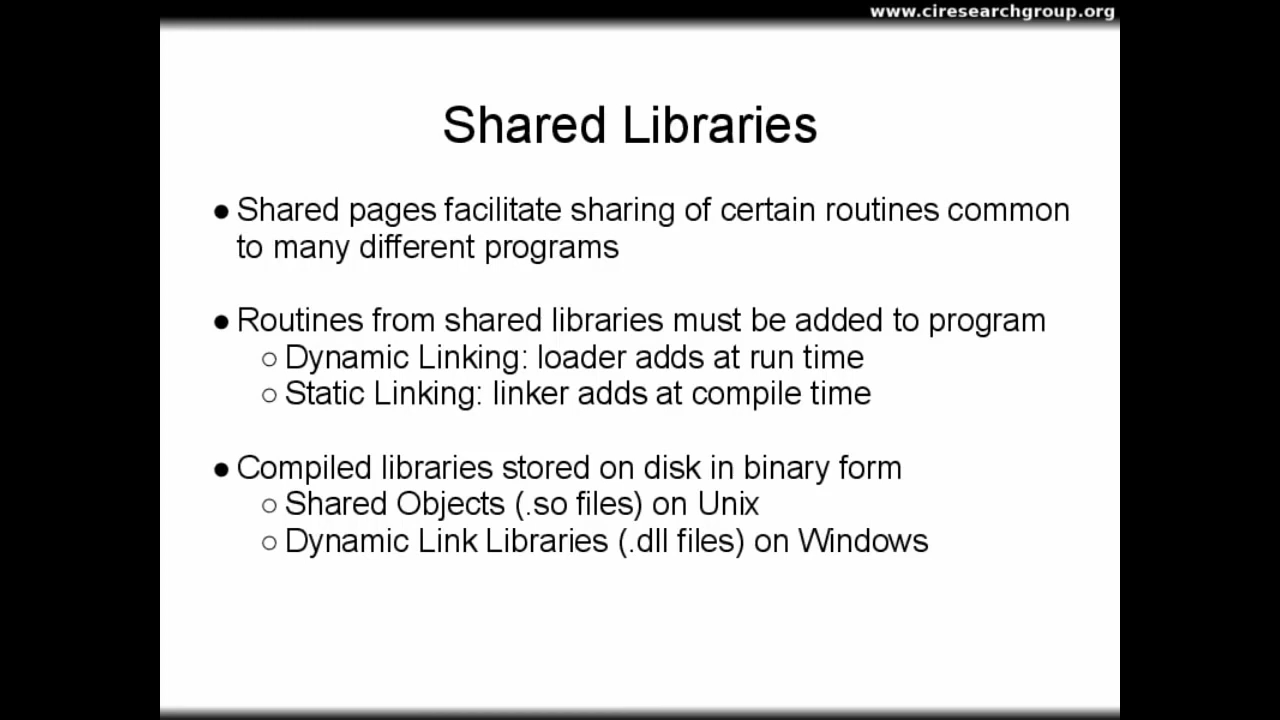 www.ciresearchgroup.org
Shared Libraries
● Shared pages facilitate sharing of certain routines common
to many different programs
● Routines from shared libraries must be added to program
○ Dynamic Linking: loader adds at run time
○ Static Linking: linker adds at compile time
● Compiled libraries stored on disk in binary form
○ Shared Objects (.so files) on Unix
○ Dynamic Link Libraries (.dll files) on Windows